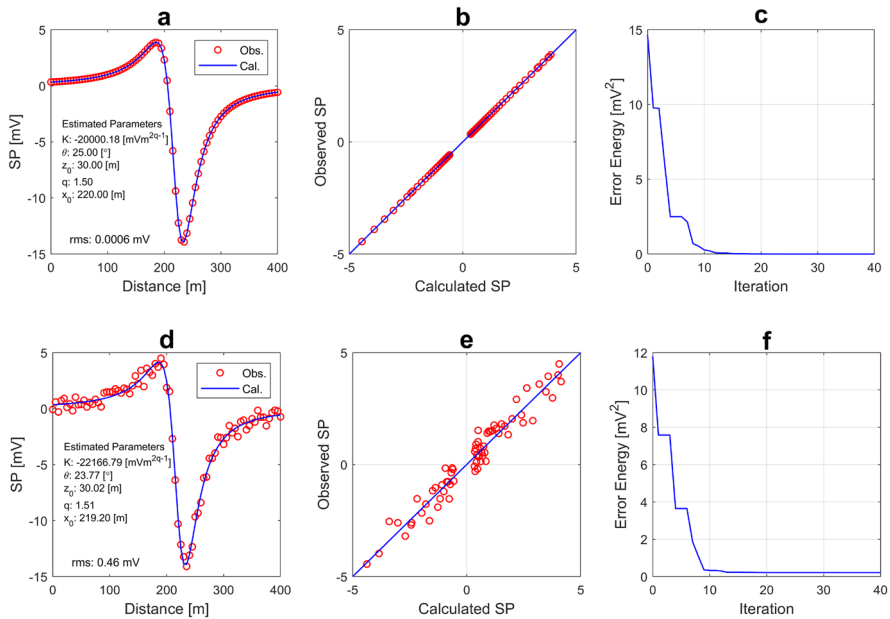 a
b
c
5
0
-5
-10
-15
SP [mV]
Obs.
Cal.
Estimated Parameters
K: -20000.18 [mVm2q-1]
θ: 25.00 [°]
z0: 30.00 [m]
q: 1.50
x0: 220.00 [m]
rms: 0.0006 mV
0 100 200 300 400
Distance [m]
5
0
-5
Observed SP
-5 0 5
Calculated SP
15
10
5
0
Error Energy [mV2]
0 10 20 30 40
Iteration
d
e
f
5
0
-5
-10
-15
SP [mV]
Obs.
Cal.
Estimated Parameters
K: -22166.79 [mVm2q-1]
θ: 23.77 [°]
z0: 30.02 [m]
q: 1.51
x0: 219.20 [m]
rms: 0.46 mV
0 100 200 300 400
Distance [m]
5
0
-5
Observed SP
-5 0 5
Calculated SP
12
10
8
6
4
2
0
Error Energy [mV2]
0 10 20 30 40
Iteration